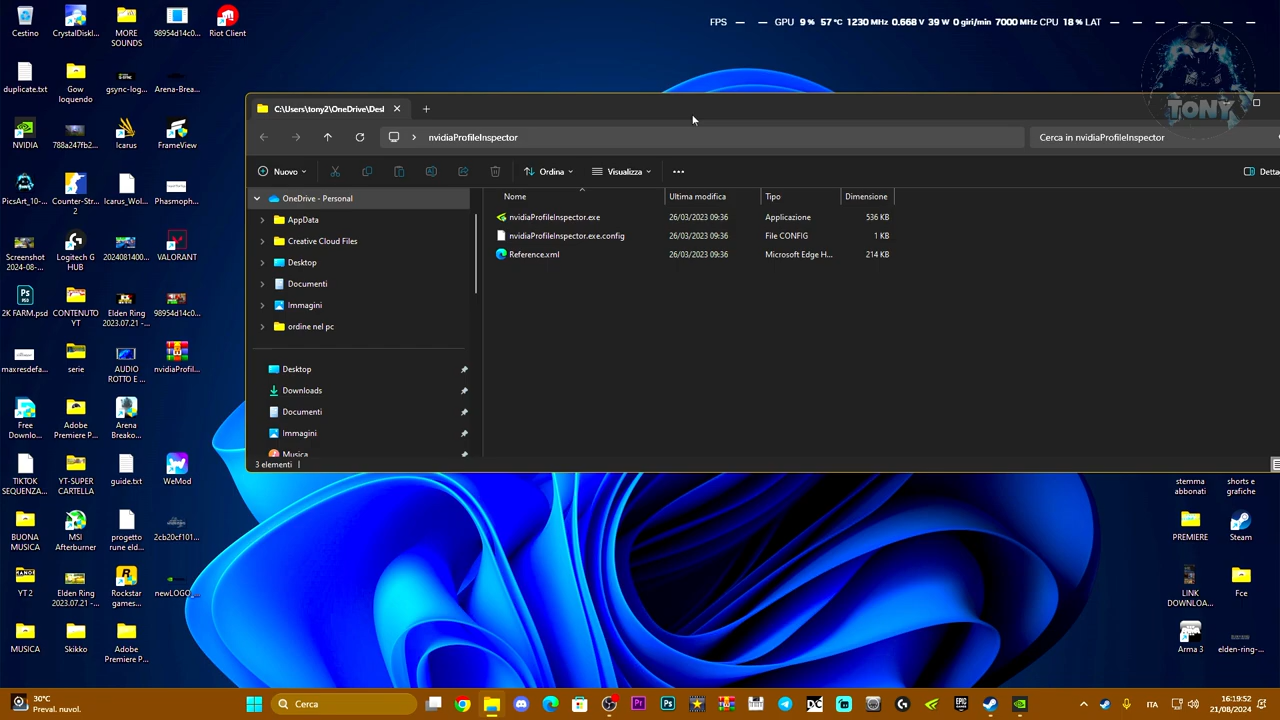 FPS — — GPU 9 % 57 °C 1230 MHz 0.668 V 39 W 0 giri/min 7000 MHz CPU 18 % LAT — — — — — —
TONY
Cestino
CrystalDiskI...
MORE SOUNDS
98954d14c0...
Riot Client
duplicate.txt
Gow loquendo
gsync-log...
Arena-Brea...
NVIDIA
788a247fb2...
Icarus
FrameView
PicsArt_10-...
Counter-Str... 2
Icarus_Wol...
Phasmoph...
Screenshot 2024-08-...
Logitech G HUB
2024081400...
VALORANT
2K FARM.psd
CONTENUTO YT
Elden Ring 2023.07.21 -...
98954d14c0...
maxresdefa...
serie
AUDIO ROTTO E ...
nvidiaProfil...
Free Downlo...
Adobe Premiere P...
Arena Breako...
TIKTOK SEQUENZA...
YT-SUPER CARTELLA
guide.txt
WeMod
BUONA MUSICA
MSI Afterburner
progetto rune eld...
2cb20cf101...
YT 2
Elden Ring 2023.07.21 -...
Rockstar games...
newLOGO_...
MUSICA
Skikko
Adobe Premiere P...
C:\Users\tony2\OneDrive\Desl
nvidiaProfileInspector
Cerca in nvidiaProfileInspector
Nuovo
Ordina
Visualizza
Detta
OneDrive - Personal
AppData
Creative Cloud Files
Desktop
Documenti
Immagini
ordine nel pc
Desktop
Downloads
Documenti
Immagini
Musica
Nome Ultima modifica Tipo Dimensione
nvidiaProfileInspector.exe 26/03/2023 09:36 Applicazione 536 KB
nvidiaProfileInspector.exe.config 26/03/2023 09:36 File CONFIG 1 KB
Reference.xml 26/03/2023 09:36 Microsoft Edge H... 214 KB
3 elementi
stemma abbonati
shorts e grafiche
PREMIERE
Steam
LINK DOWNLOA...
Fce
Arma 3
elden-ring-...
30°C
Preval. nuvol.
Cerca
ITA
16:19:52
21/08/2024